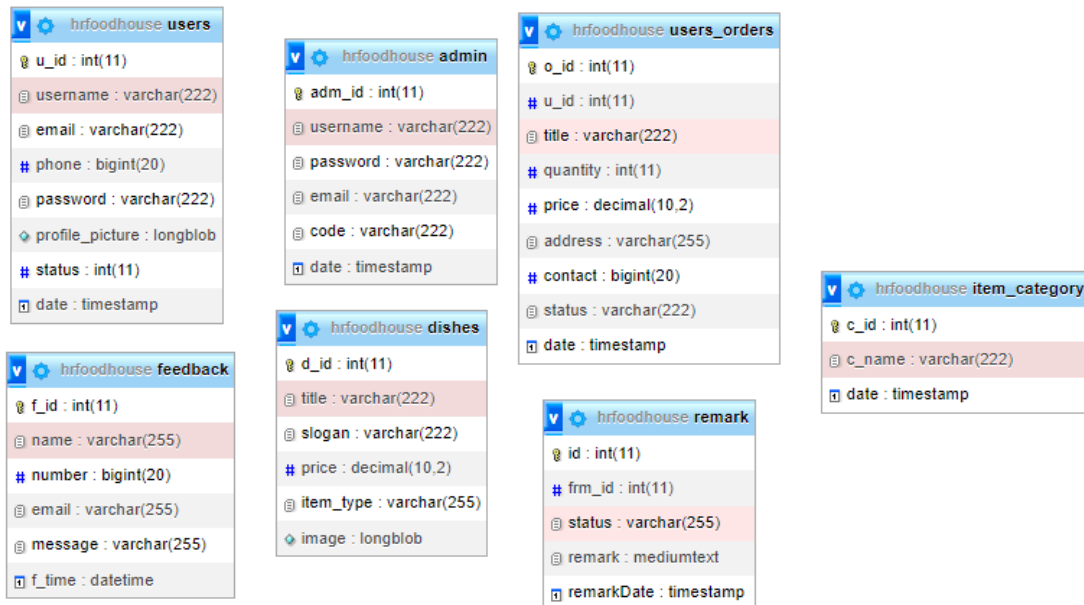 hrfoodhouse users
u_id : int(11)
username : varchar(222)
email : varchar(222)
phone : bigint(20)
password : varchar(222)
profile_picture : longblob
status : int(11)
date : timestamp
hrfoodhouse admin
adm_id : int(11)
username : varchar(222)
password : varchar(222)
email : varchar(222)
code : varchar(222)
date : timestamp
hrfoodhouse users_orders
o_id : int(11)
u_id : int(11)
title : varchar(222)
quantity : int(11)
price : decimal(10,2)
address : varchar(255)
contact : bigint(20)
status : varchar(222)
date : timestamp
hrfoodhouse item_category
c_id : int(11)
c_name : varchar(222)
date : timestamp
hrfoodhouse feedback
f_id : int(11)
name : varchar(255)
number : bigint(20)
email : varchar(255)
message : varchar(255)
f_time : datetime
hrfoodhouse dishes
d_id : int(11)
title : varchar(222)
slogan : varchar(222)
price : decimal(10,2)
item_type : varchar(255)
image : longblob
hrfoodhouse remark
id : int(11)
frm_id : int(11)
status : varchar(255)
remark : mediumtext
remarkDate : timestamp